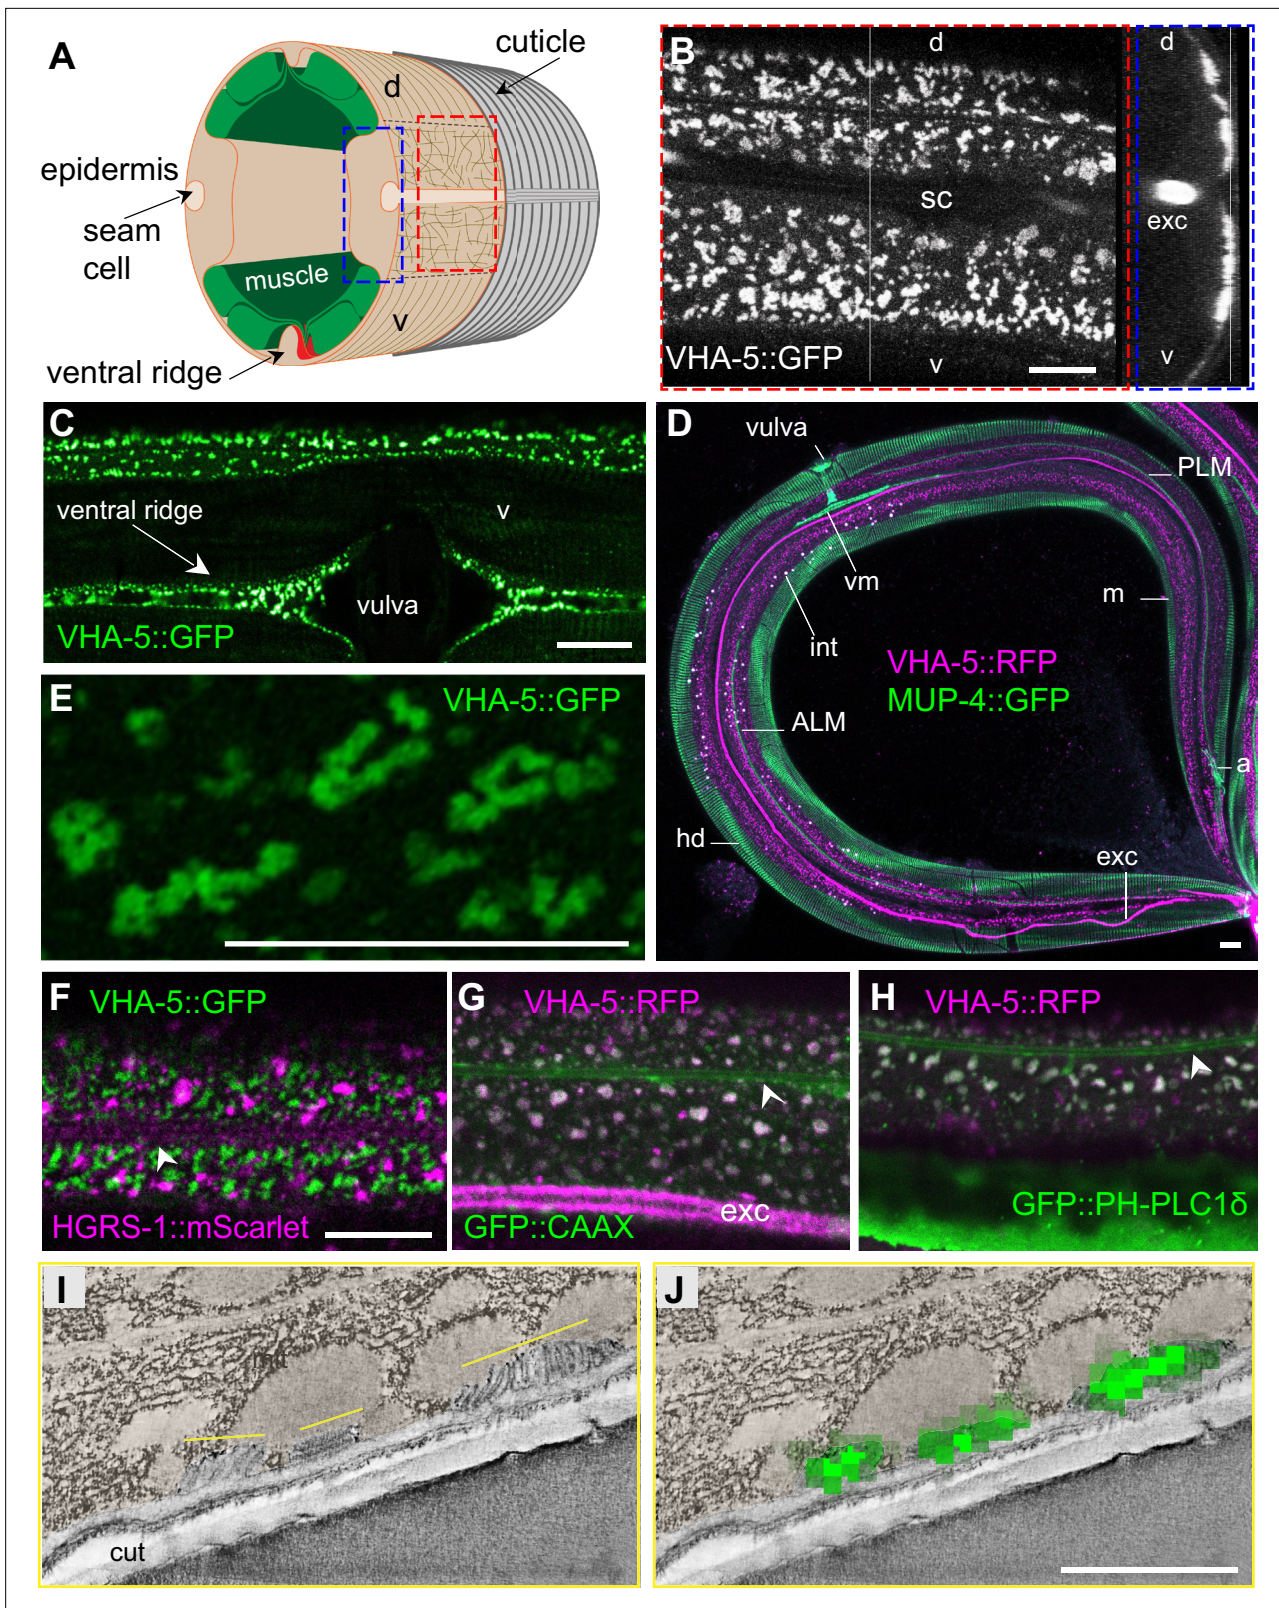 A
cuticle
d
epidermis
seam
cell
muscle
v
ventral ridge
B
d
d
sc
exc
VHA-5::GFP
v
v
C
ventral ridge
v
vulva
VHA-5::GFP
D
vulva
PLM
vm
m
int
VHA-5::RFP
MUP-4::GFP
ALM
a
hd
exc
E
VHA-5::GFP
F
VHA-5::GFP
HGRS-1::mScarlet
G
VHA-5::RFP
exc
GFP::CAAX
H
VHA-5::RFP
GFP::PH-PLC1δ
I
mit
cut
J